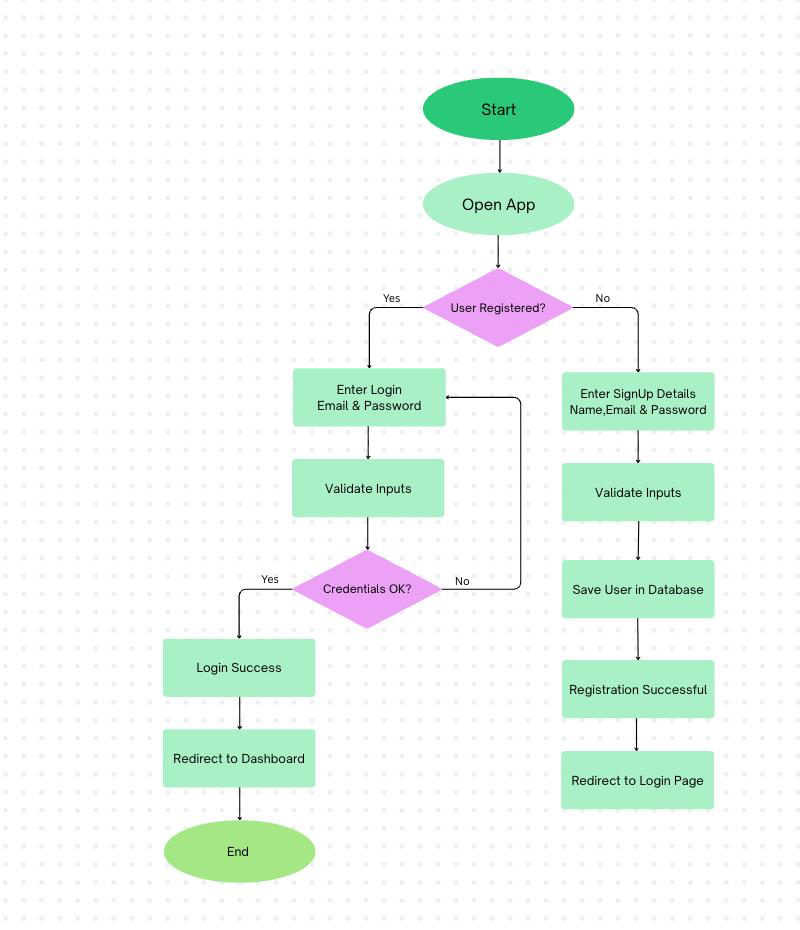 Start
Open App
User Registered?
Yes
No
Enter Login
Email & Password
Enter SignUp Details
Name,Email & Password
Validate Inputs
Validate Inputs
Credentials OK?
Yes
No
Save User in Database
Login Success
Registration Successful
Redirect to Dashboard
Redirect to Login Page
End